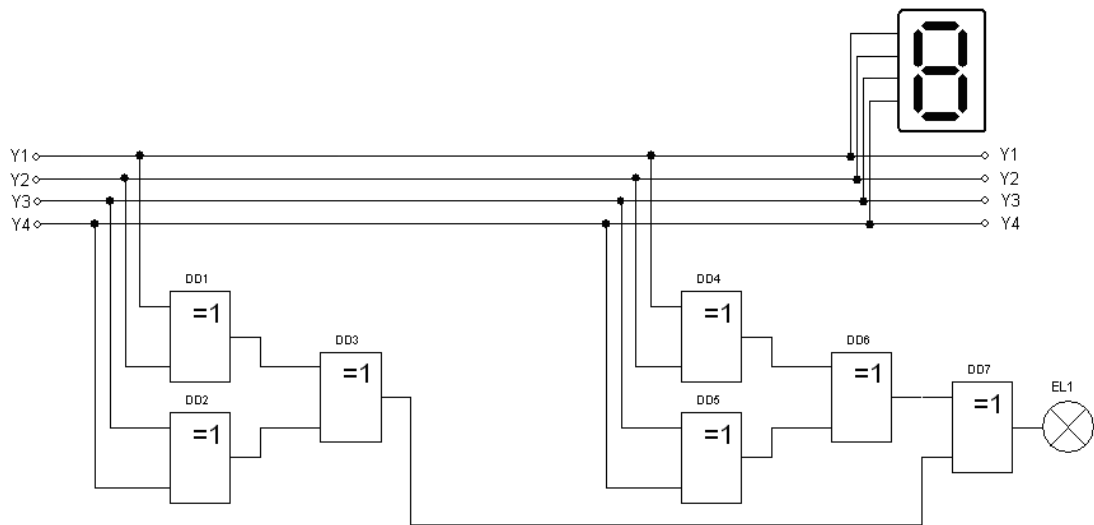 Y1
Y1
Y2
Y2
Y3
Y3
Y4
Y4
DD1
=1
DD2
=1
DD3
=1
DD4
=1
DD5
=1
DD6
=1
DD7
=1
EL1